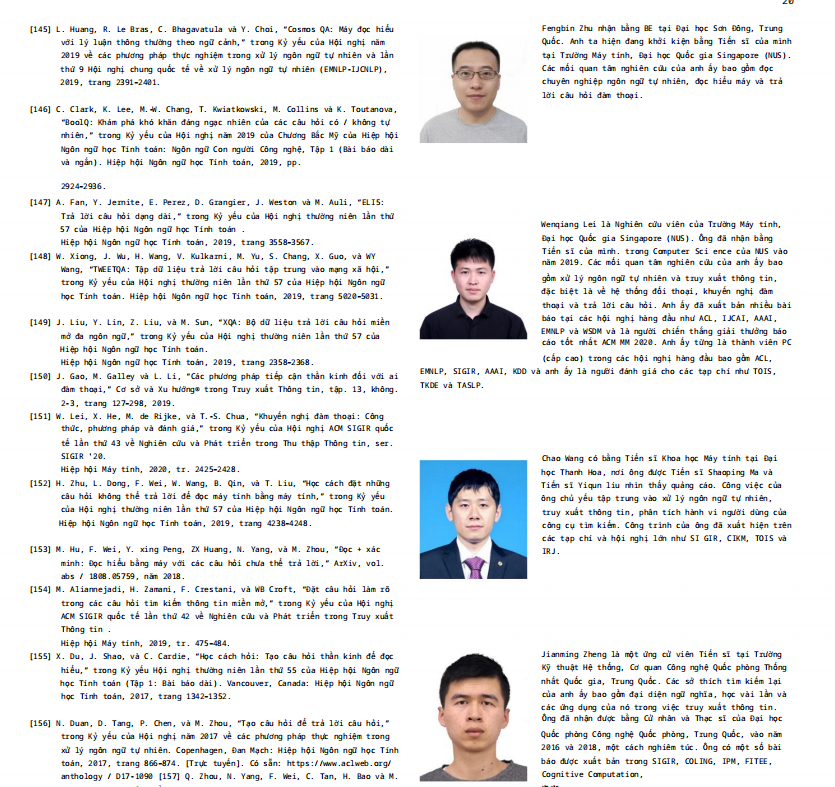 20
[145] L. Huang, R. Le Bras, C. Bhagavatula và Y. Choi, "Cosmos QA: Máy đọc hiểu
với lý luận thông thường theo ngữ cảnh," trong Kỷ yếu của Hội nghị năm
2019 về các phương pháp thực nghiệm trong xử lý ngôn ngữ tự nhiên và lần
thứ 9 Hội nghị chung quốc tế về xử lý ngôn ngữ tự nhiên (EMNLP-IJCNLP),
2019, trang 2391-2401.
[146] C. Clark, K. Lee, M.-W. Chang, T. Kwiatkowski, M. Collins và K. Toutanova,
"BoolQ: Khám phá khó khăn đáng ngạc nhiên của các câu hỏi có / không tự
nhiên," trong Kỷ yếu của Hội nghị năm 2019 của Chương Bắc Mỹ của Hiệp hội
Ngôn ngữ học Tính toán: Ngôn ngữ Con người Công nghệ, Tập 1 (Bài báo dài
và ngắn). Hiệp hội Ngôn ngữ học Tính toán, 2019, pp.
2924-2936.
[147] A. Fan, Y. Jernite, E. Perez, D. Grangier, J. Weston và M. Auli, "ELI5:
Trả lời câu hỏi dạng dài," trong Kỷ yếu của Hội nghị thường niên lần thứ
57 của Hiệp hội Ngôn ngữ học Tính toán .
Hiệp hội Ngôn ngữ học Tính toán, 2019, trang 3558-3567.
[148] W. Xiong, J. Wu, H. Wang, V. Kulkarni, M. Yu, S. Chang, X. Guo, và WY
Wang, "TWEETQA: Tập dữ liệu trả lời câu hỏi tập trung vào mạng xã hội,"
trong Kỷ yếu của Hội nghị thường niên lần thứ 57 của Hiệp hội Ngôn ngữ
học Tính toán. Hiệp hội Ngôn ngữ học Tính toán, 2019, trang 5020-5031.
[149] J. Liu, Y. Lin, Z. Liu, và M. Sun, "XQA: Bộ dữ liệu trả lời câu hỏi miền
mở đa ngôn ngữ," trong Kỷ yếu của Hội nghị thường niên lần thứ 57 của
Hiệp hội Ngôn ngữ học Tính toán.
Hiệp hội Ngôn ngữ học Tính toán, 2019, trang 2358-2368.
[150] J. Gao, M. Galley và L. Li, "Các phương pháp tiếp cận thần kinh đối với ai
đàm thoại," Cơ sở và Xu hướng® trong Truy xuất Thông tin, tập. 13, không.
2-3, trang 127-298, 2019.
[151] W. Lei, X. He, M. de Rijke, và T.-S. Chua, "Khuyến nghị đàm thoại: Công
thức, phương pháp và đánh giá," trong Kỷ yếu của Hội nghị ACM SIGIR quốc
tế lần thứ 43 về Nghiên cứu và Phát triển trong Thu thập Thông tin, ser.
SIGIR '20.
Hiệp hội Máy tính, 2020, tr. 2425-2428.
[152] H. Zhu, L. Dong, F. Wei, W. Wang, B. Qin, và T. Liu, "Học cách đặt những
câu hỏi không thể trả lời để đọc máy tính bằng máy tính," trong Kỷ yếu
của Hội nghị thường niên lần thứ 57 của Hiệp hội Ngôn ngữ học Tính toán.
Hiệp hội Ngôn ngữ học Tính toán, 2019, trang 4238-4248.
[153] M. Hu, F. Wei, Y. xing Peng, ZX Huang, N. Yang, và M. Zhou, "Đọc + xác
minh: Đọc hiểu bằng máy với các câu hỏi chưa thể trả lời," ArXiv, vol.
abs / 1808.05759, năm 2018.
[154] M. Aliannejadi, H. Zamani, F. Crestani, và WB Croft, "Đặt câu hỏi làm rõ
trong các câu hỏi tìm kiếm thông tin miền mở," trong Kỷ yếu của Hội nghị
ACM SIGIR quốc tế lần thứ 42 về Nghiên cứu và Phát triển trong Truy xuất
Thông tin .
Hiệp hội Máy tính, 2019, tr. 475-484.
[155] X. Du, J. Shao, và C. Cardie, "Học cách hỏi: Tạo câu hỏi thần kinh để đọc
hiểu," trong Kỷ yếu Hội nghị thường niên lần thứ 55 của Hiệp hội Ngôn ngữ
học Tính toán (Tập 1: Bài báo dài). Vancouver, Canada: Hiệp hội Ngôn ngữ
học Tính toán, 2017, trang 1342-1352.
[156] N. Duan, D. Tang, P. Chen, và M. Zhou, "Tạo câu hỏi để trả lời câu hỏi,"
trong Kỷ yếu của Hội nghị năm 2017 về các phương pháp thực nghiệm trong
xử lý ngôn ngữ tự nhiên. Copenhagen, Đan Mạch: Hiệp hội Ngôn ngữ học Tính
toán, 2017, trang 866-874. [Trực tuyến]. Có sẵn: https://www.aclweb.org/
anthology / D17-1090 [157] Q. Zhou, N. Yang, F. Wei, C. Tan, H. Bao và M.
Fengbin Zhu nhận bằng BE tại Đại học Sơn Đông, Trung
Quốc. Anh ta hiện đang khởi kiện bằng Tiến sĩ của mình
tại Trường Máy tính, Đại học Quốc gia Singapore (NUS).
Các mối quan tâm nghiên cứu của anh ấy bao gồm đọc
chuyên nghiệp ngôn ngữ tự nhiên, đọc hiểu máy và trả
lời câu hỏi đàm thoại.
Wenqiang Lei là Nghiên cứu viên của Trường Máy tính,
Đại học Quốc gia Singapore (NUS). Ông đã nhận bằng
Tiến sĩ của mình. trong Computer Sci ence của NUS vào
năm 2019. Các mối quan tâm nghiên cứu của anh ấy bao
gồm xử lý ngôn ngữ tự nhiên và truy xuất thông tin,
đặc biệt là về hệ thống đối thoại, khuyến nghị đàm
thoại và trả lời câu hỏi. Anh ấy đã xuất bản nhiều bài
báo tại các hội nghị hàng đầu như ACL, IJCAI, AAAI,
EMNLP và WSDM và là người chiến thắng giải thưởng báo
cáo tốt nhất ACM MM 2020. Anh ấy từng là thành viên PC
(cấp cao) trong các hội nghị hàng đầu bao gồm ACL,
EMNLP, SIGIR, AAAI, KDD và anh ấy là người đánh giá cho các tạp chí như TOIS,
TKDE và TASLP.
Chao Wang có bằng Tiến sĩ Khoa học Máy tính tại Đại
học Thanh Hoa, nơi ông được Tiến sĩ Shaoping Ma và
Tiến sĩ Yiqun liu nhìn thấy quảng cáo. Công việc của
ông chủ yếu tập trung vào xử lý ngôn ngữ tự nhiên,
truy xuất thông tin, phân tích hành vi người dùng của
công cụ tìm kiếm. Công trình của ông đã xuất hiện trên
các tạp chí và hội nghị lớn như SI GIR, CIKM, TOIS và
IRJ.
Jianming Zheng là một ứng cử viên Tiến sĩ tại Trường
Kỹ thuật Hệ thống, Cơ quan Công nghệ Quốc phòng Thống
nhất Quốc gia, Trung Quốc. Các sở thích tìm kiếm lại
của anh ấy bao gồm đại diện ngữ nghĩa, học vài lần và
các ứng dụng của nó trong việc truy xuất thông tin.
Ông đã nhận được bằng Cử nhân và Thạc sĩ của Đại học
Quốc phòng Công nghệ Quốc phòng, Trung Quốc, vào năm
2016 và 2018, một cách nghiêm túc. Ông có một số bài
báo được xuất bản trong SIGIR, COLING, IPM, FITEE,
Cognitive Computation,